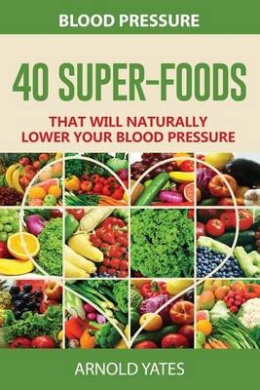 BLOOD PRESSURE
40 SUPER-FOODS
THAT WILL NATURALLY
LOWER YOUR BLOOD PRESSURE
ARNOLD YATES